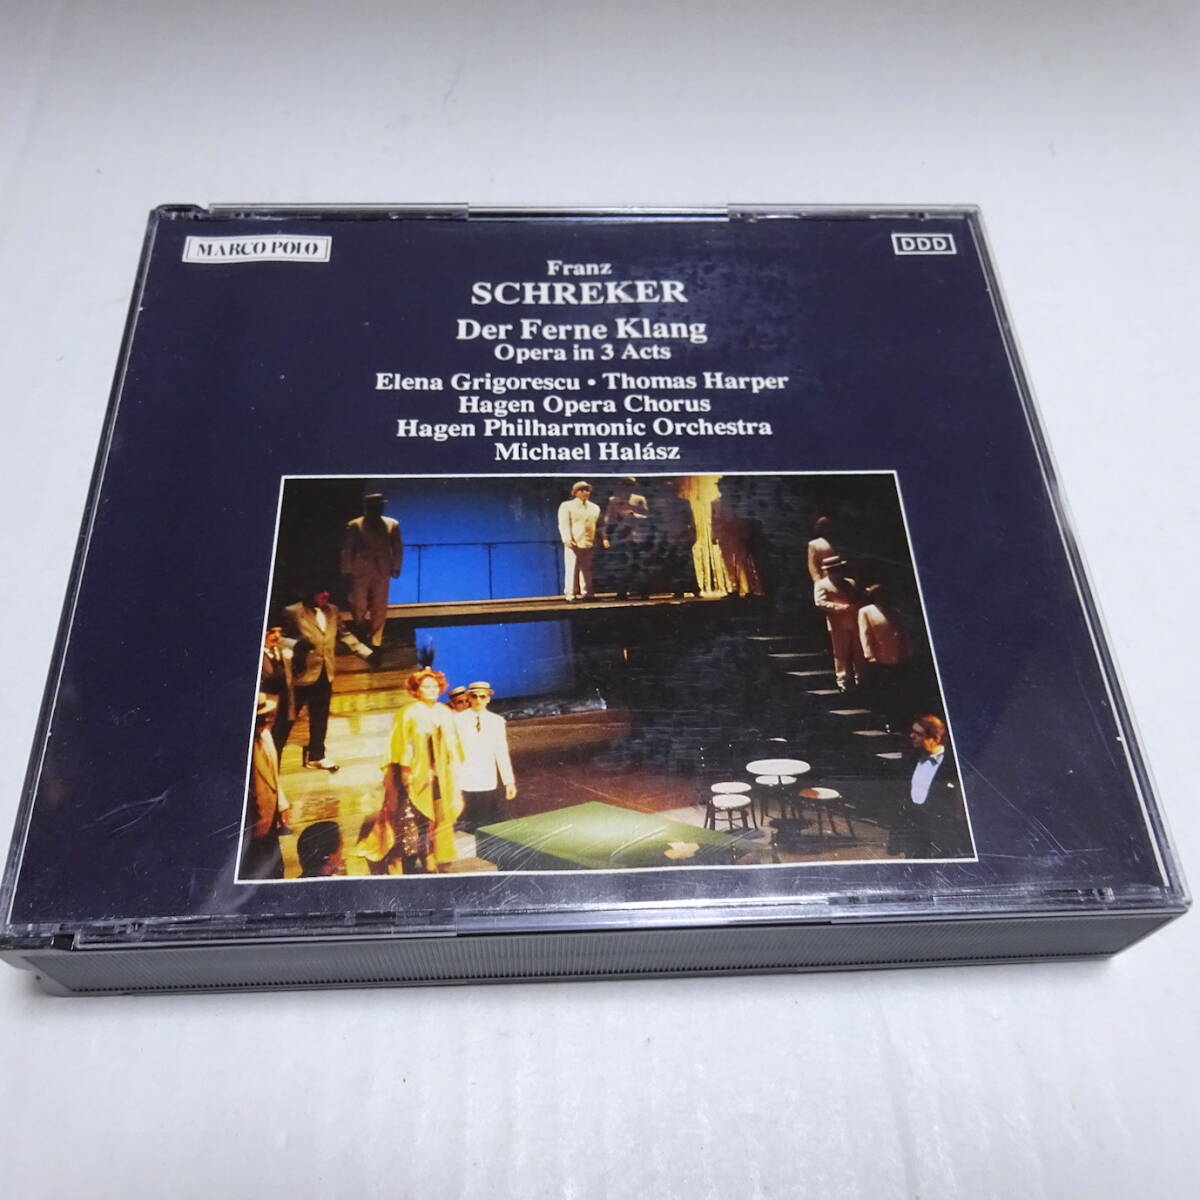 MARCO POLO
DDD
Franz
SCHREKER
Der Ferne Klang
Opera in 3 Acts
Elena Grigorescu • Thomas Harper
Hagen Opera Chorus
Hagen Philharmonic Orchestra
Michael Halász